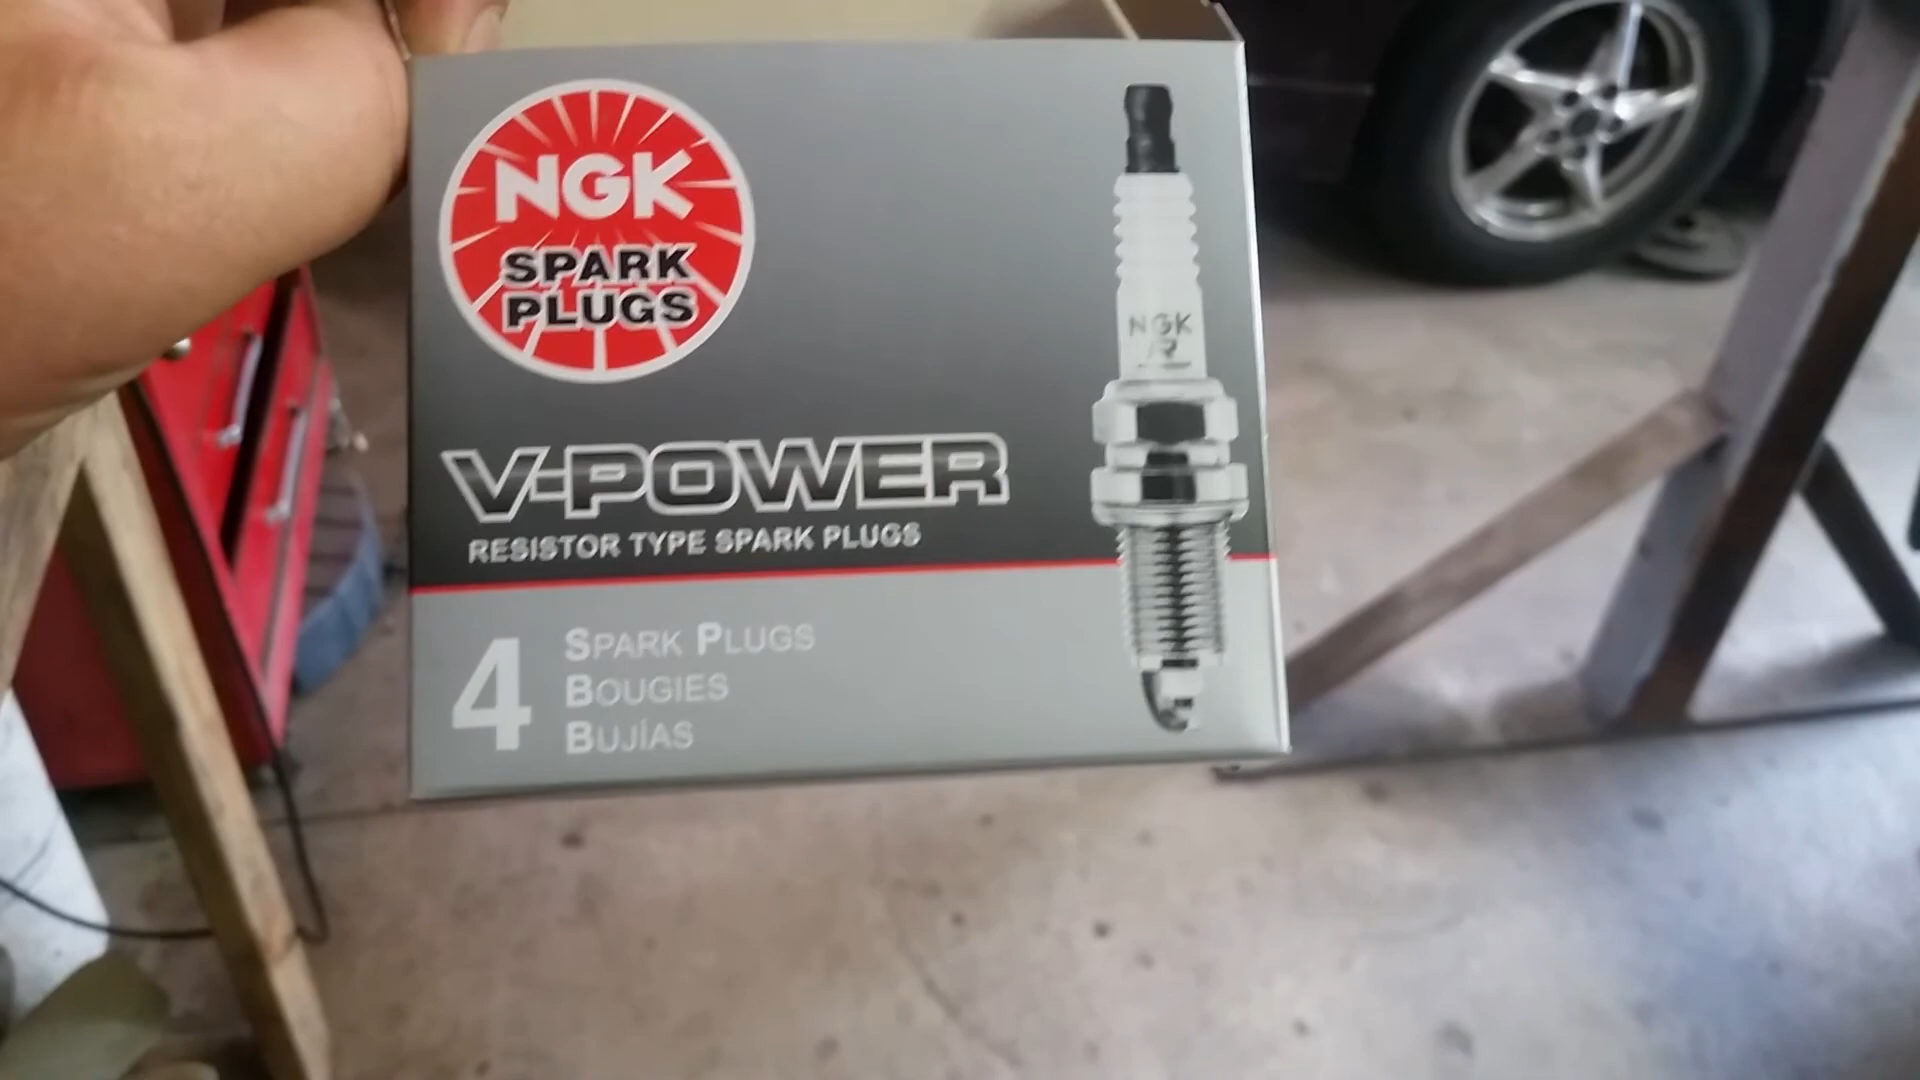 NGK
SPARK
PLUGS
NGK
R
V-POWER
RESISTOR TYPE SPARK PLUGS
4
SPARK PLUGS
BOUGIES
BUJÍAS